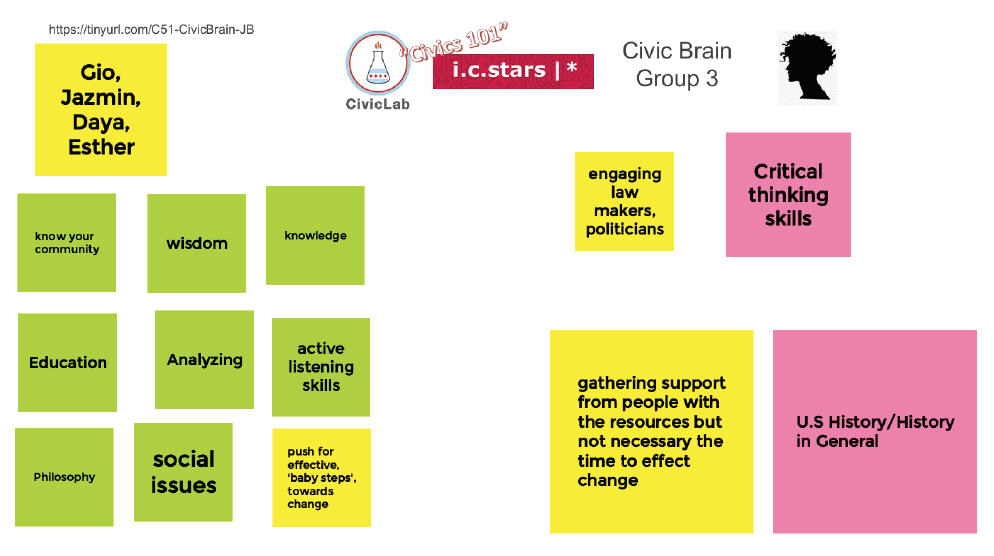 https://tinyurl.com/C51-CivicBrain-JB
Gio,
Jazmin,
Daya,
Esther
CivicLab
"Civics 101"
i.c.stars |*
Civic Brain
Group 3
engaging
law
makers,
politicians
Critical
thinking
skills
know your
community
wisdom
knowledge
Education
Analyzing
active
listening
skills
Philosophy
social
issues
push for
effective,
'baby steps',
towards
change
gathering support
from people with
the resources but
not necessary the
time to effect
change
U.S History/History
in General